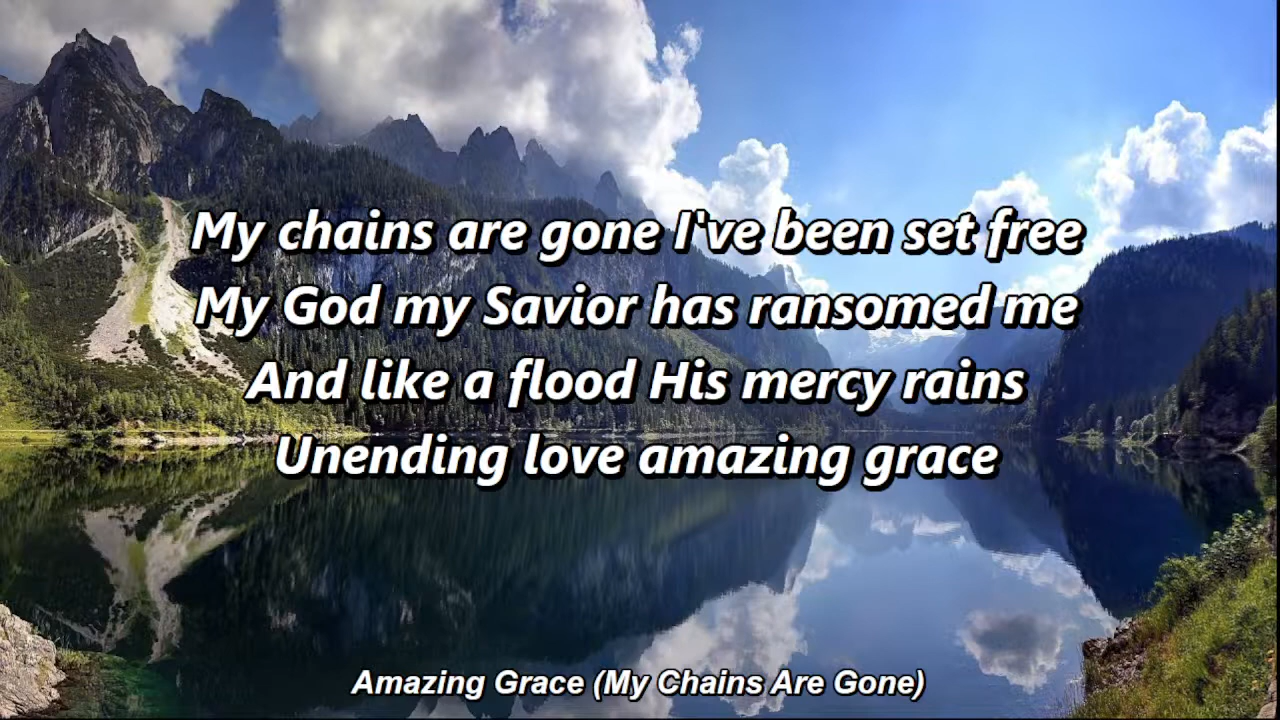 My chains are gone I've been set free
My God my Savior has ransomed me
And like a flood His mercy rains
Unending love amazing grace
Amazing Grace (My Chains Are Gone)